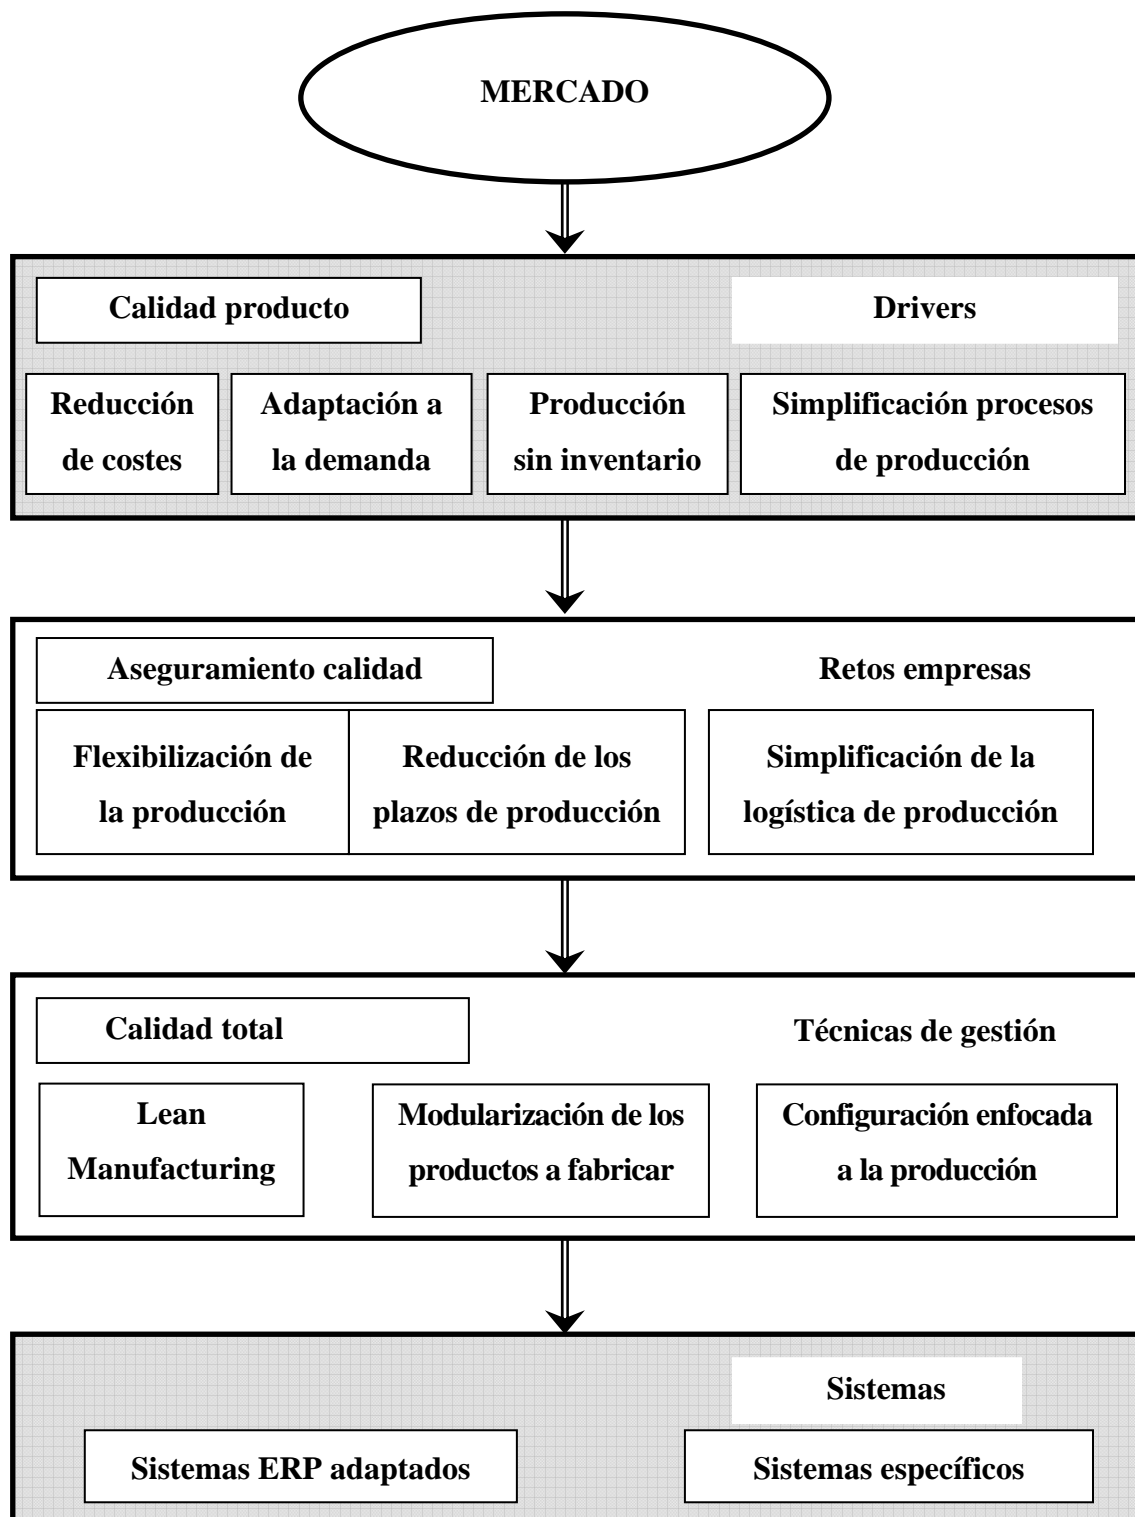 MERCADO
Calidad producto
Drivers
Reducción
de costes
Adaptación a
la demanda
Producción
sin inventario
Simplificación procesos
de producción
Aseguramiento calidad
Retos empresas
Flexibilización de
la producción
Reducción de los
plazos de producción
Simplificación de la
logística de producción
Calidad total
Técnicas de gestión
Lean
Manufacturing
Modularización de los
productos a fabricar
Configuración enfocada
a la producción
Sistemas
Sistemas ERP adaptados
Sistemas específicos